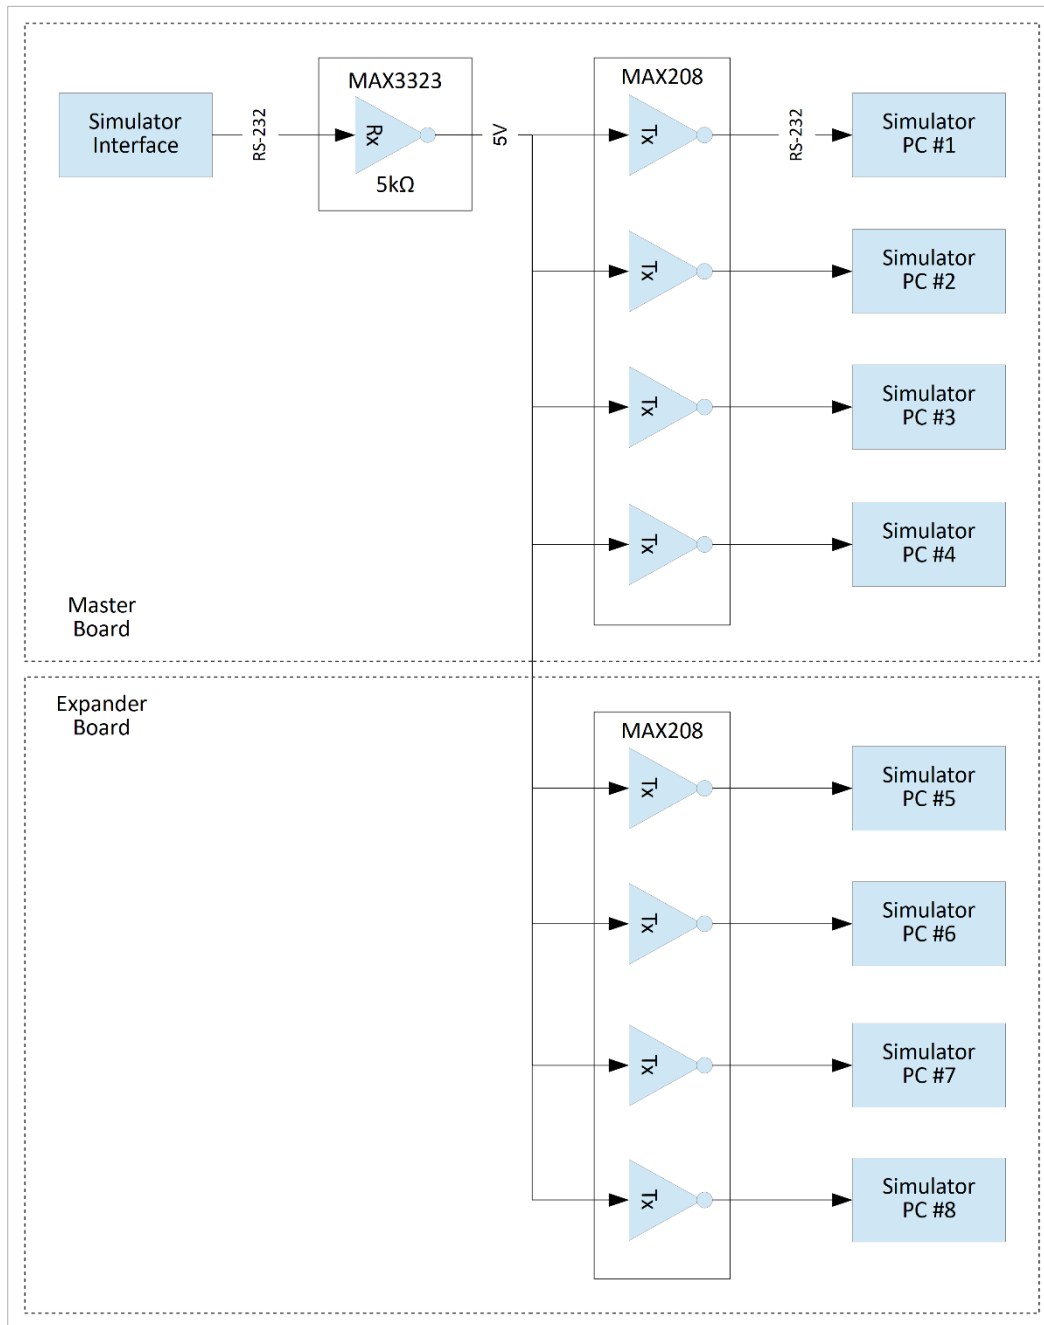 MAX3323
MAX208
Simulator
Interface
RS-232
Rx
5kΩ
5V
Tx
RS-232
Simulator
PC #1
Tx
Simulator
PC #2
Tx
Simulator
PC #3
Tx
Simulator
PC #4
Master
Board
Expander
Board
MAX208
Tx
Simulator
PC #5
Tx
Simulator
PC #6
Tx
Simulator
PC #7
Tx
Simulator
PC #8